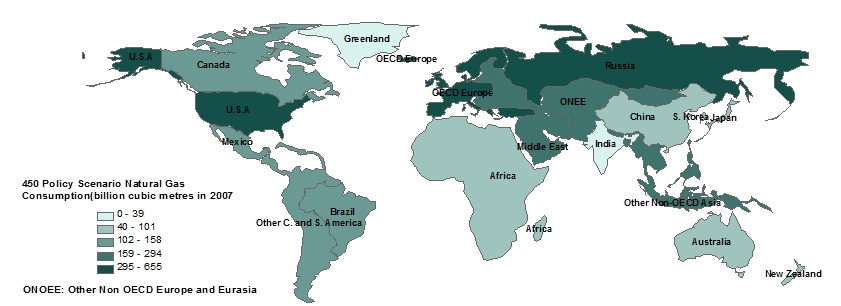 Greenland
U.S.A
OECD Europe
Canada
Russia
OECD Europe
ONEE
U.S.A
China
S. Korea Japan
Mexico
India
Middle East
450 Policy Scenario Natural Gas
Consumption(billion cubic metres in 2007
Africa
0 - 39
40 - 101
102 - 158
159 - 294
295 - 655
Other Non-OECD Asia
Brazil
Other C. and S. America
Africa
Australia
New Zealand
ONOEE: Other Non OECD Europe and Eurasia